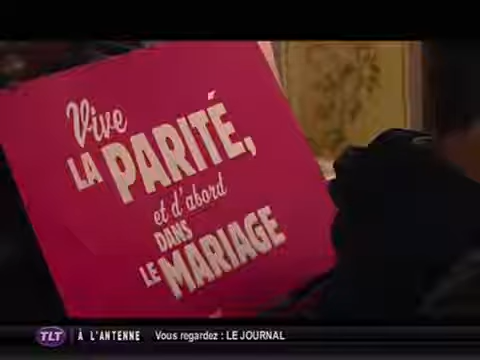 Vive
LA PARITÉ,
et d'abord
DANS
LE MARIAGE
TLT À L'ANTENNE Vous regardez : LE JOURNAL